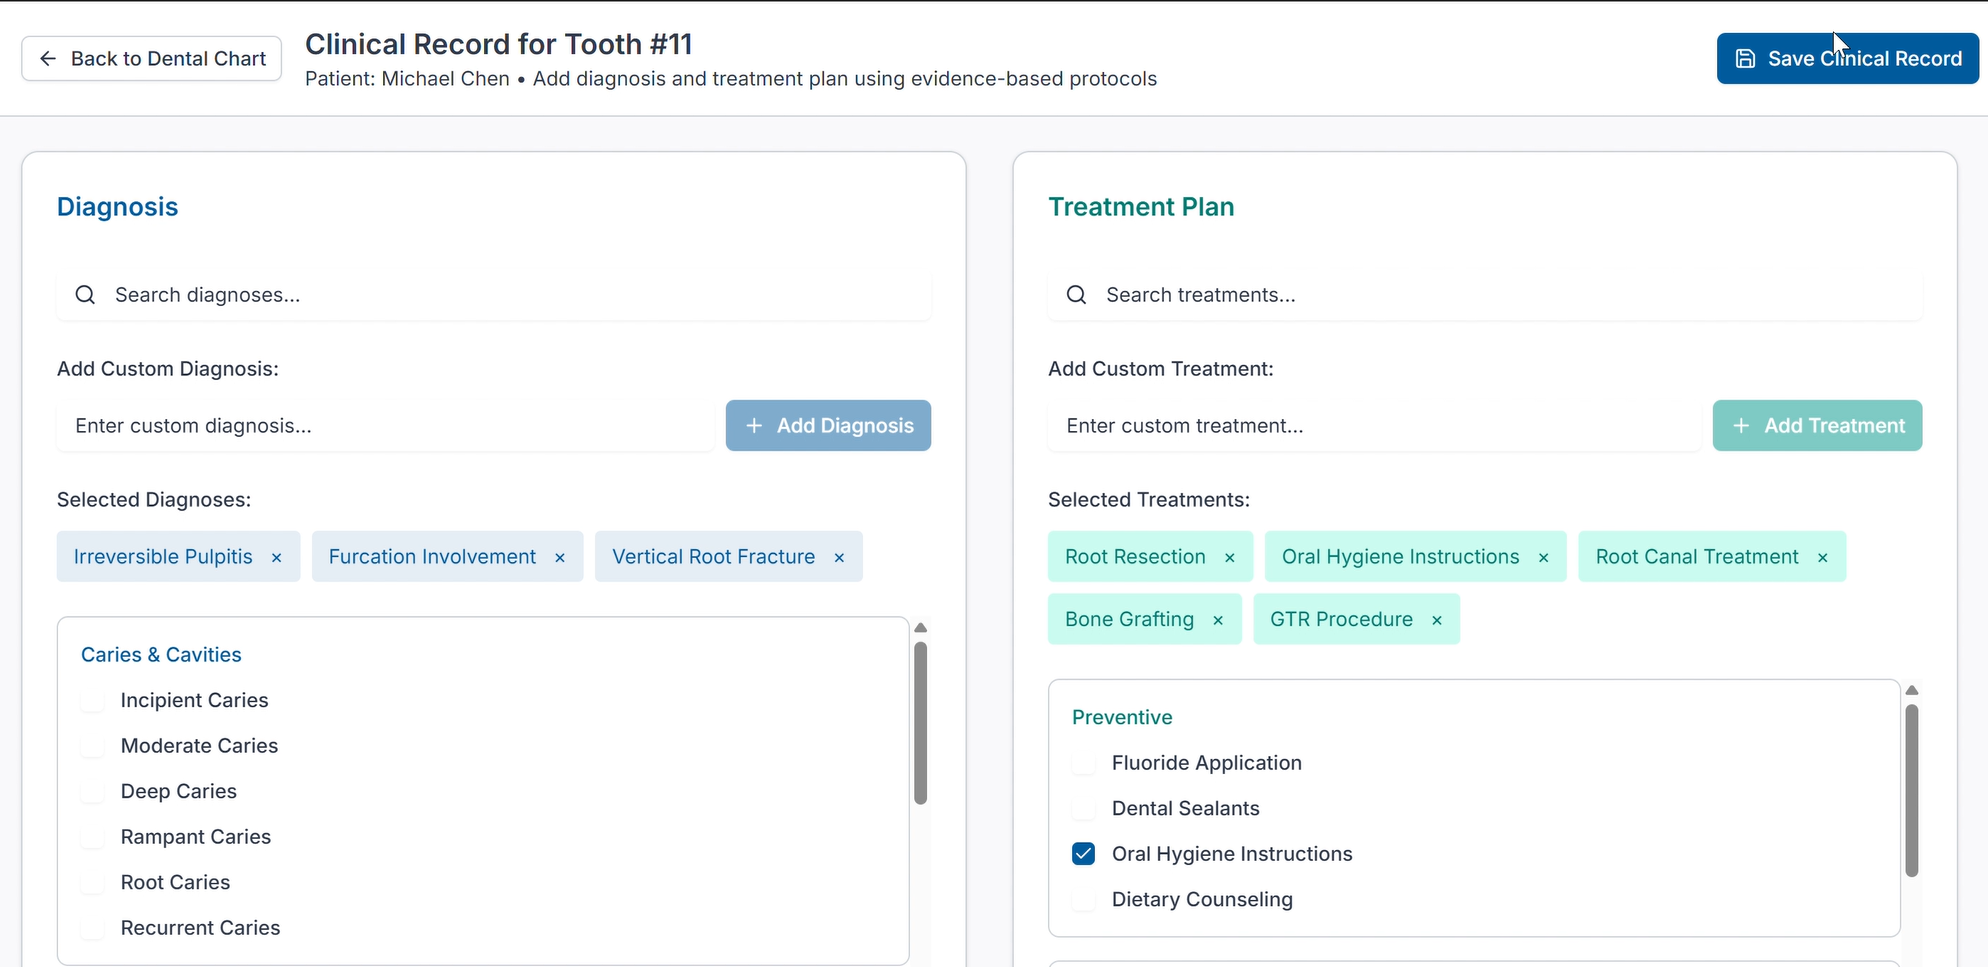 Back to Dental Chart
Clinical Record for Tooth #11
Patient: Michael Chen • Add diagnosis and treatment plan using evidence-based protocols
Save Clinical Record
Diagnosis
Search diagnoses...
Add Custom Diagnosis:
Enter custom diagnosis...
+ Add Diagnosis
Selected Diagnoses:
Irreversible Pulpitis × Furcation Involvement × Vertical Root Fracture ×
Caries & Cavities
Incipient Caries
Moderate Caries
Deep Caries
Rampant Caries
Root Caries
Recurrent Caries
Treatment Plan
Search treatments...
Add Custom Treatment:
Enter custom treatment...
+ Add Treatment
Selected Treatments:
Root Resection × Oral Hygiene Instructions × Root Canal Treatment ×
Bone Grafting × GTR Procedure ×
Preventive
Fluoride Application
Dental Sealants
Oral Hygiene Instructions
Dietary Counseling